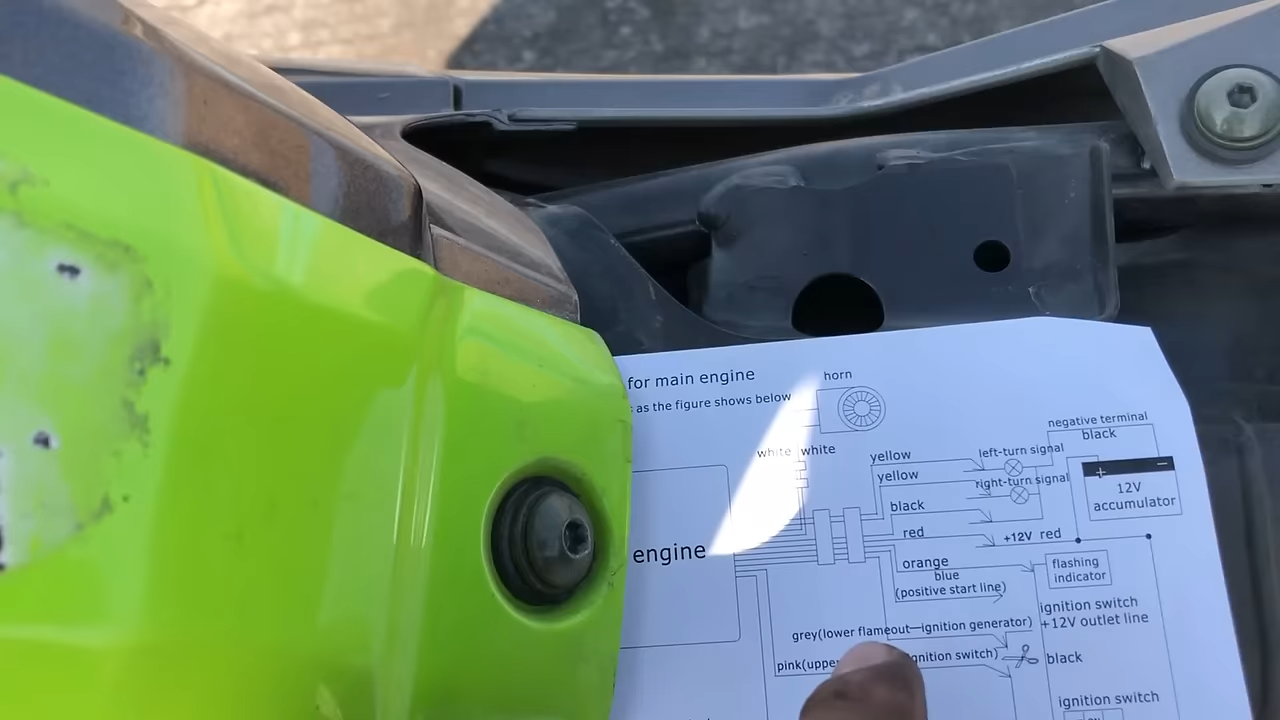 for main engine
as the figure shows below
horn
white white
yellow
yellow
black
red
orange
blue
(positive start line)
left-turn signal
right-turn signal
+12V red
negative terminal
black
+ −
12V
accumulator
flashing
indicator
engine
grey(lower flameout—ignition generator)
ignition switch
+12V outlet line
pink(upper
ignition switch)
black
ignition switch